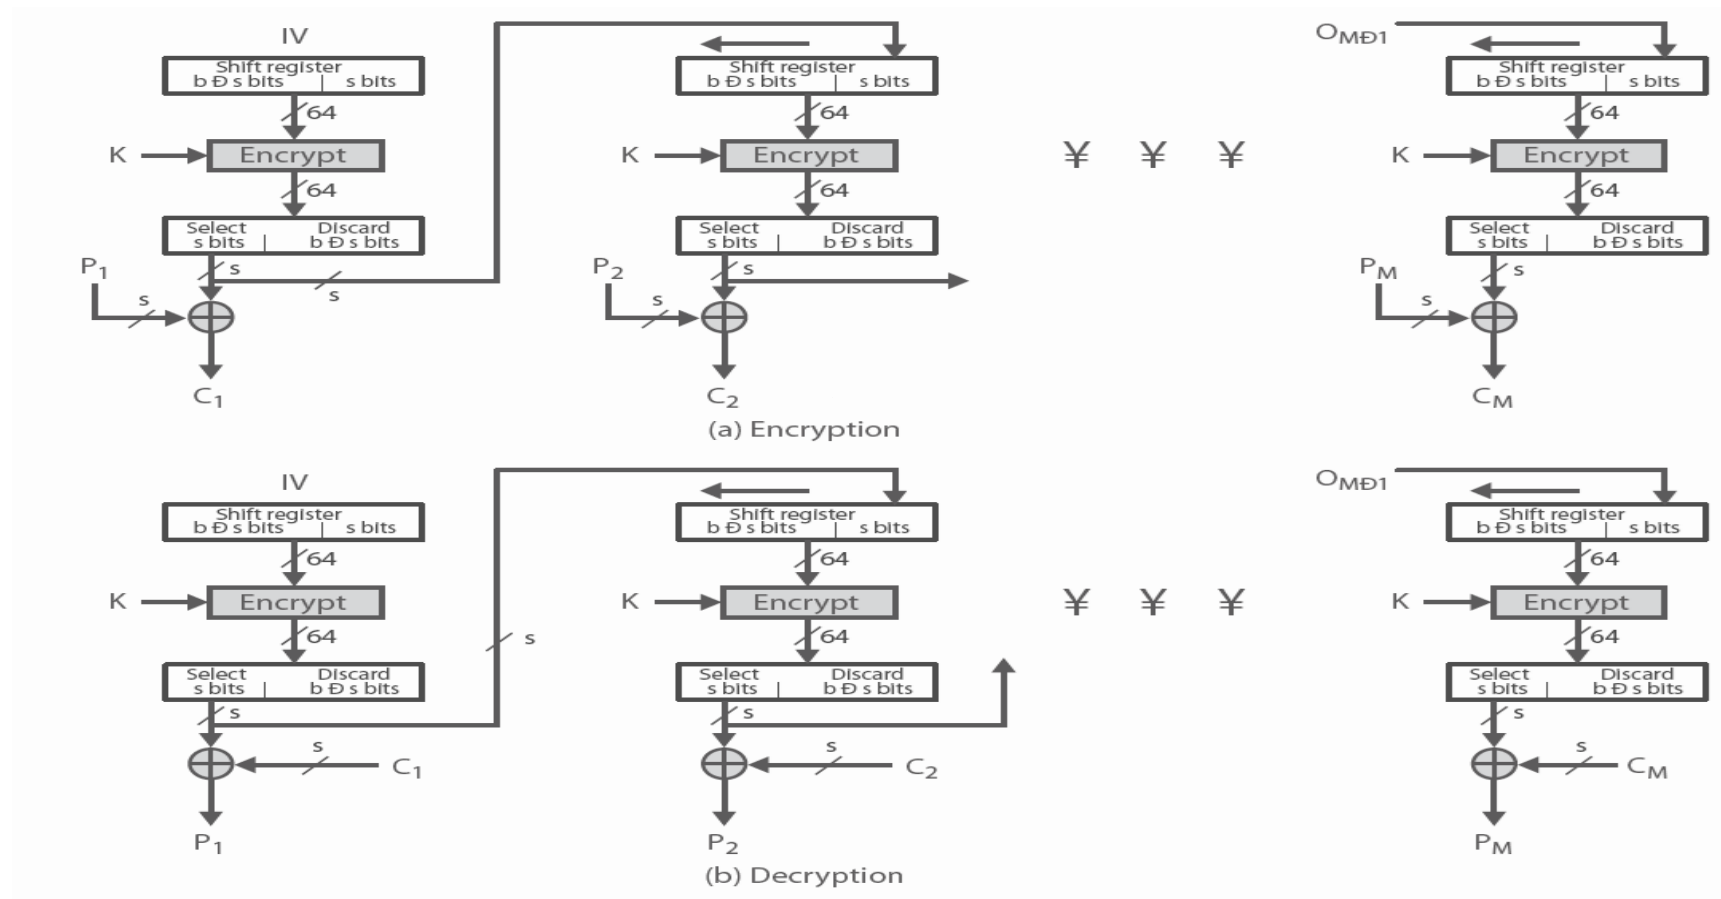 IV
O_MÐ1
Shift register
b Ð s bits | s bits
Shift register
b Ð s bits | s bits
Shift register
b Ð s bits | s bits
64
64
64
K
Encrypt
K
Encrypt
¥ ¥ ¥
K
Encrypt
64
64
64
Select
s bits |
Discard
b Ð s bits
Select
s bits |
Discard
b Ð s bits
Select
s bits |
Discard
b Ð s bits
P1
s
s
P2
s
PM
s
s
s
s
C1
C2
CM
(a) Encryption
IV
O_MÐ1
Shift register
b Ð s bits | s bits
Shift register
b Ð s bits | s bits
Shift register
b Ð s bits | s bits
64
64
64
K
Encrypt
K
Encrypt
¥ ¥ ¥
K
Encrypt
64
s
64
64
Select
s bits |
Discard
b Ð s bits
Select
s bits |
Discard
b Ð s bits
Select
s bits |
Discard
b Ð s bits
s
s
s
s
C1
s
C2
s
CM
P1
P2
PM
(b) Decryption